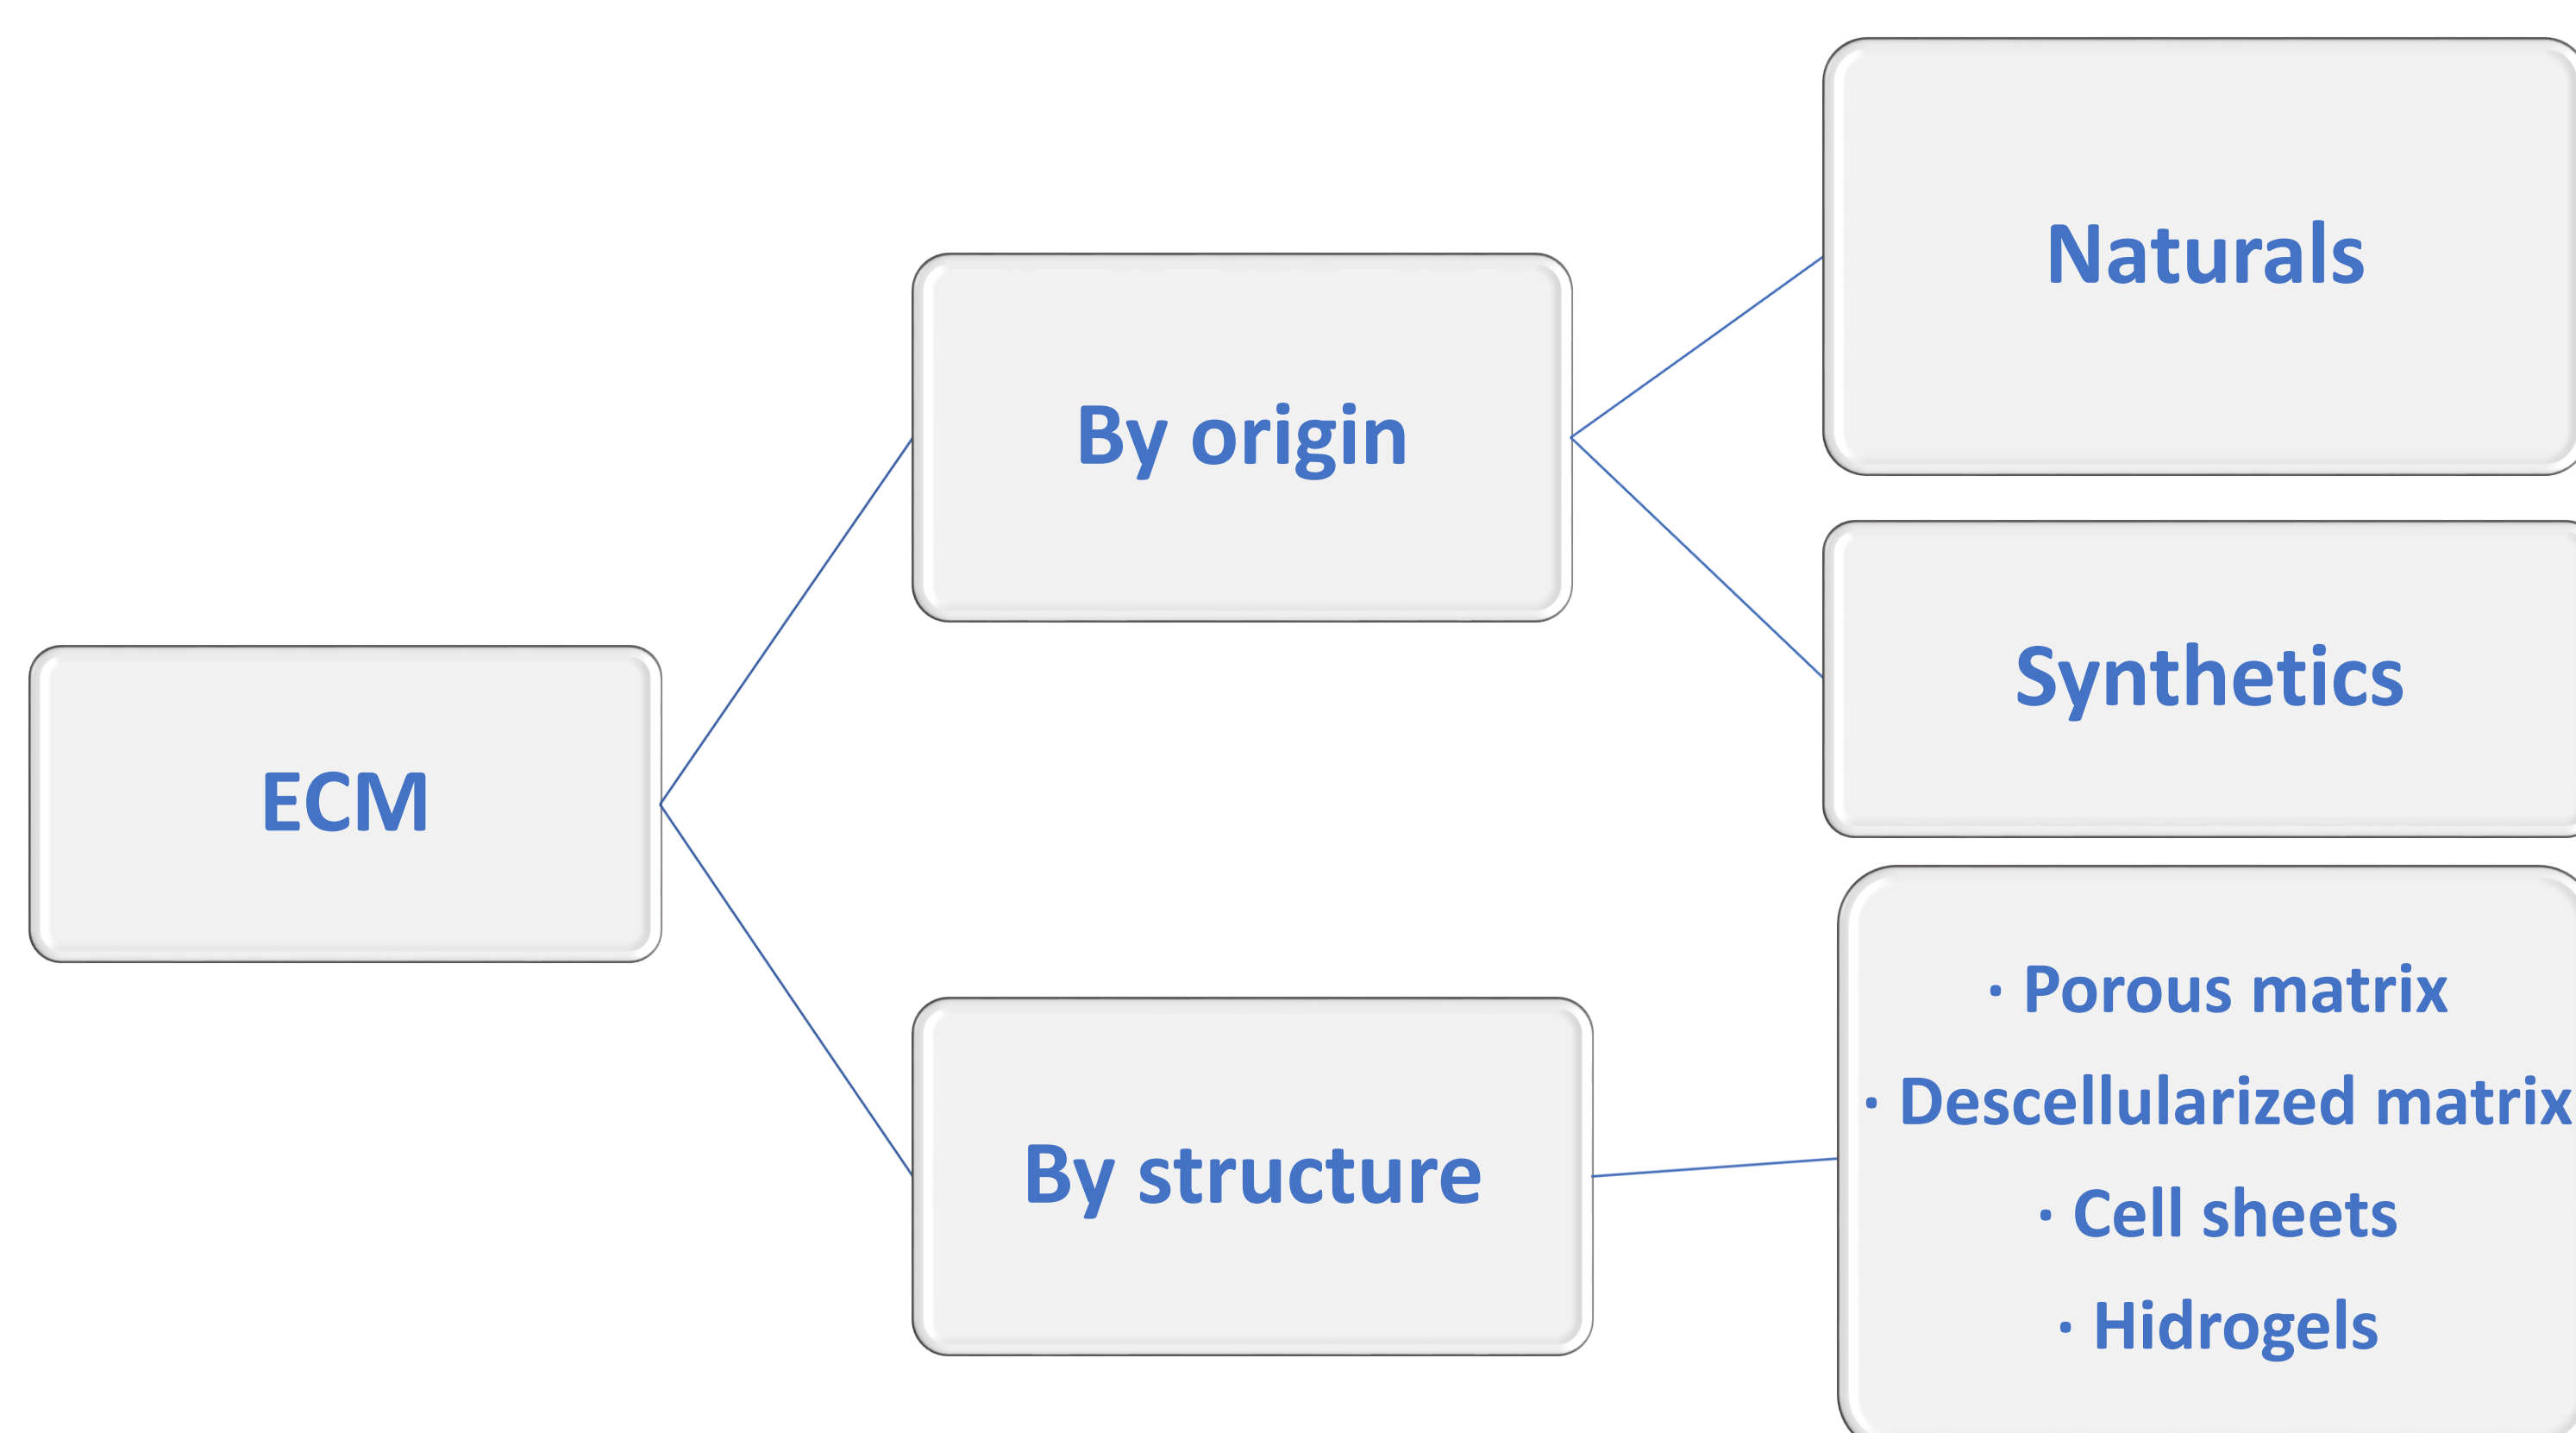 ECM
By origin
Naturals
Synthetics
By structure
· Porous matrix
· Descellularized matrix
· Cell sheets
· Hidrogels